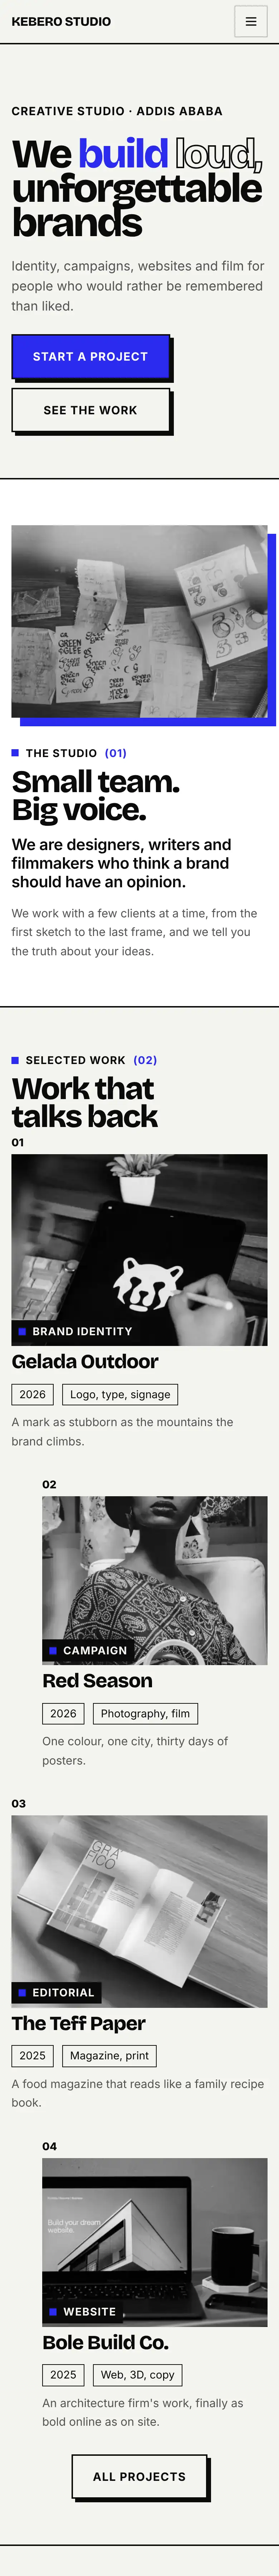 KEBERO STUDIO
CREATIVE STUDIO · ADDIS ABABA
We build loud,
unforgettable
brands
Identity, campaigns, websites and film for
people who would rather be remembered
than liked.
START A PROJECT
SEE THE WORK
GREEN
THE STUDIO (01)
Small team.
Big voice.
We are designers, writers and
filmmakers who think a brand
should have an opinion.
We work with a few clients at a time, from the
first sketch to the last frame, and we tell you
the truth about your ideas.
SELECTED WORK (02)
Work that
talks back
01
BRAND IDENTITY
Gelada Outdoor
2026
Logo, type, signage
A mark as stubborn as the mountains the
brand climbs.
02
CAMPAIGN
Red Season
2026
Photography, film
One colour, one city, thirty days of
posters.
03
GRA
FICO
EDITORIAL
The Teff Paper
2025
Magazine, print
A food magazine that reads like a family recipe
book.
04
Build your dream
website.
WEBSITE
Bole Build Co.
2025
Web, 3D, copy
An architecture firm's work, finally as
bold online as on site.
ALL PROJECTS